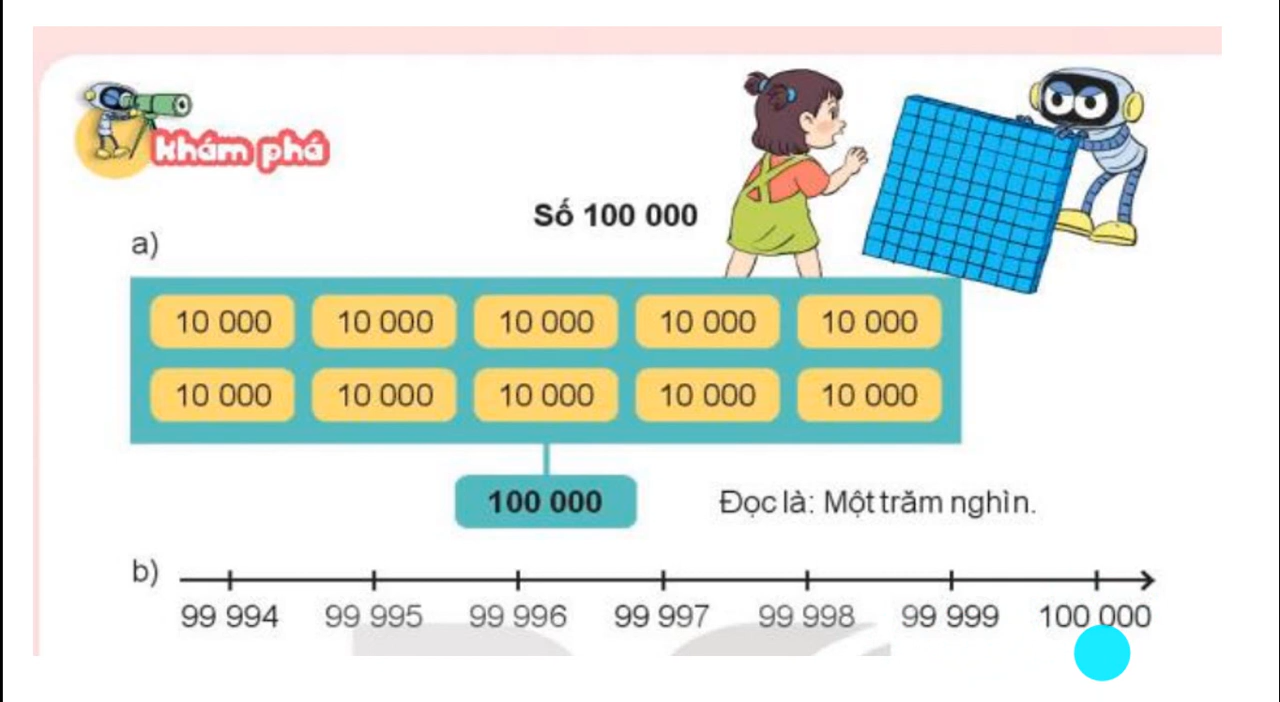 khám phá
Số 100 000
a)
10 000 10 000 10 000 10 000 10 000
10 000 10 000 10 000 10 000 10 000
100 000 Đọc là: Một trăm nghìn.
b)
99 994 99 995 99 996 99 997 99 998 99 999 100 000